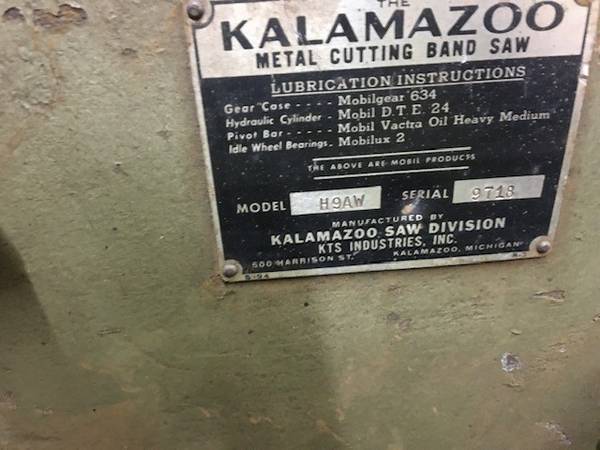 THE
KALAMAZOO
METAL CUTTING BAND SAW
LUBRICATION INSTRUCTIONS
Gear Case - - - - Mobilgear 634
Hydraulic Cylinder - Mobil D.T.E. 24
Pivot Bar - - - - - Mobil Vactra Oil Heavy Medium
Idle Wheel Bearings - Mobilux 2
THE ABOVE ARE MOBIL PRODUCTS
MODEL H9AW SERIAL 9718
MANUFACTURED BY
KALAMAZOO SAW DIVISION
KTS INDUSTRIES, INC.
500 HARRISON ST. KALAMAZOO, MICHIGAN
S-94